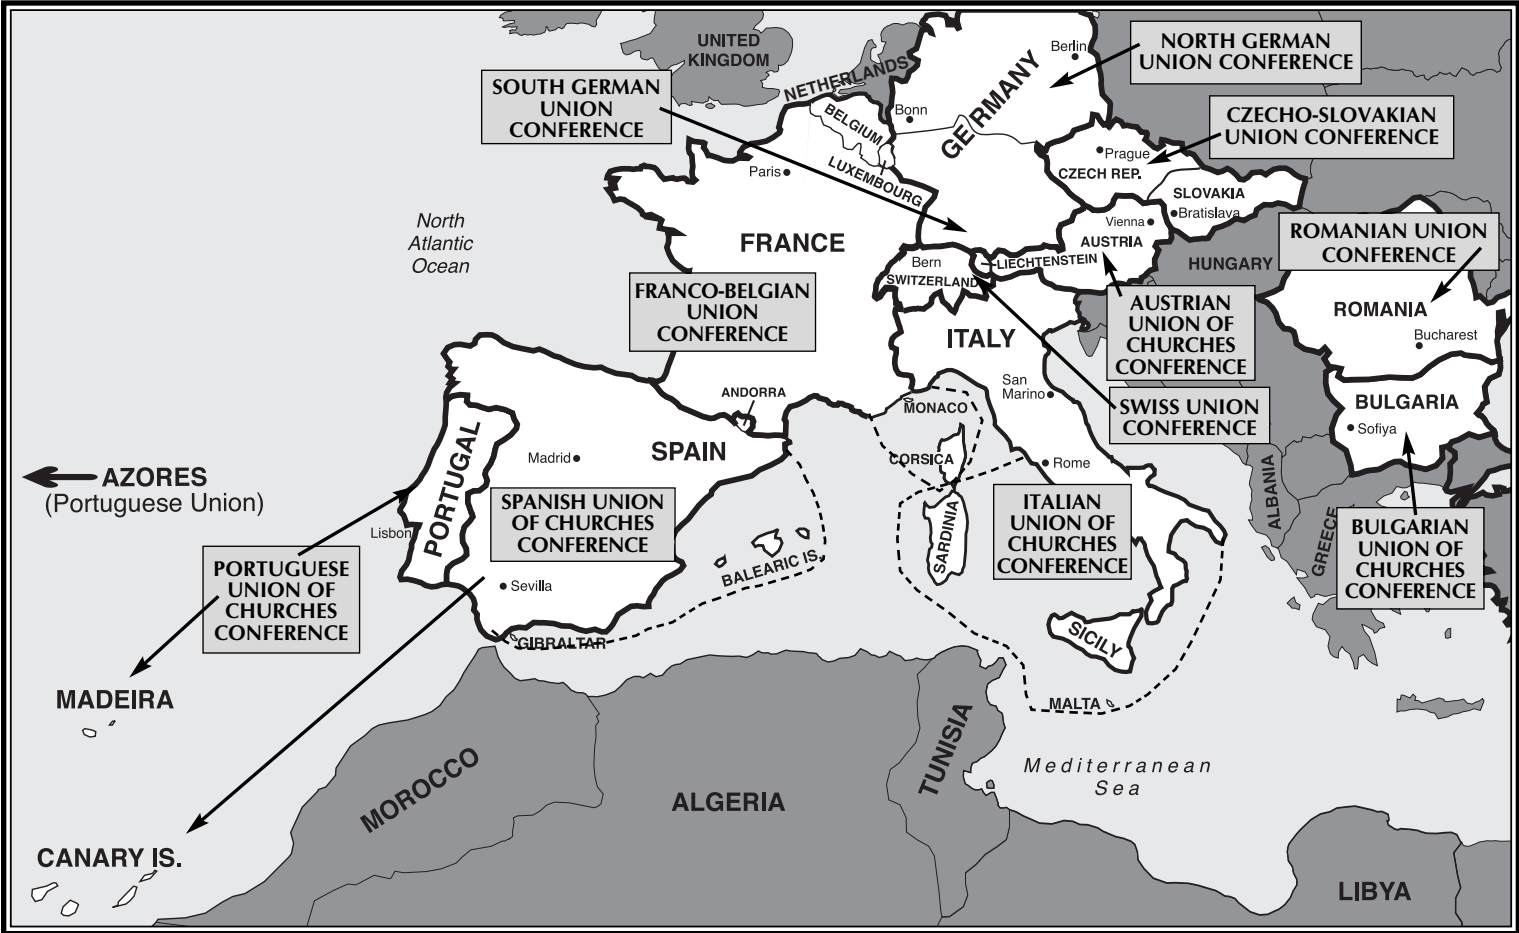 UNITED
KINGDOM
NETHERLANDS
BELGIUM
LUXEMBOURG
Berlin
Bonn
GERMANY
NORTH GERMAN
UNION CONFERENCE
SOUTH GERMAN
UNION
CONFERENCE
CZECHO-SLOVAKIAN
UNION CONFERENCE
Prague
CZECH REP.
SLOVAKIA
Bratislava
Vienna
AUSTRIA
HUNGARY
Paris
FRANCE
North
Atlantic
Ocean
Bern
SWITZERLAND
LIECHTENSTEIN
ROMANIAN UNION
CONFERENCE
ROMANIA
Bucharest
FRANCO-BELGIAN
UNION
CONFERENCE
AUSTRIAN
UNION OF
CHURCHES
CONFERENCE
ITALY
San
Marino
ANDORRA
MONACO
SWISS UNION
CONFERENCE
BULGARIA
Sofiya
PORTUGAL
Madrid
SPAIN
CORSICA
Rome
AZORES
(Portuguese Union)
Lisbon
SPANISH UNION
OF CHURCHES
CONFERENCE
SARDINIA
ITALIAN
UNION OF
CHURCHES
CONFERENCE
ALBANIA
GREECE
BULGARIAN
UNION OF
CHURCHES
CONFERENCE
PORTUGUESE
UNION OF
CHURCHES
CONFERENCE
Sevilla
BALEARIC IS.
GIBRALTAR
SICILY
MADEIRA
MALTA
MOROCCO
ALGERIA
TUNISIA
Mediterranean
Sea
CANARY IS.
LIBYA